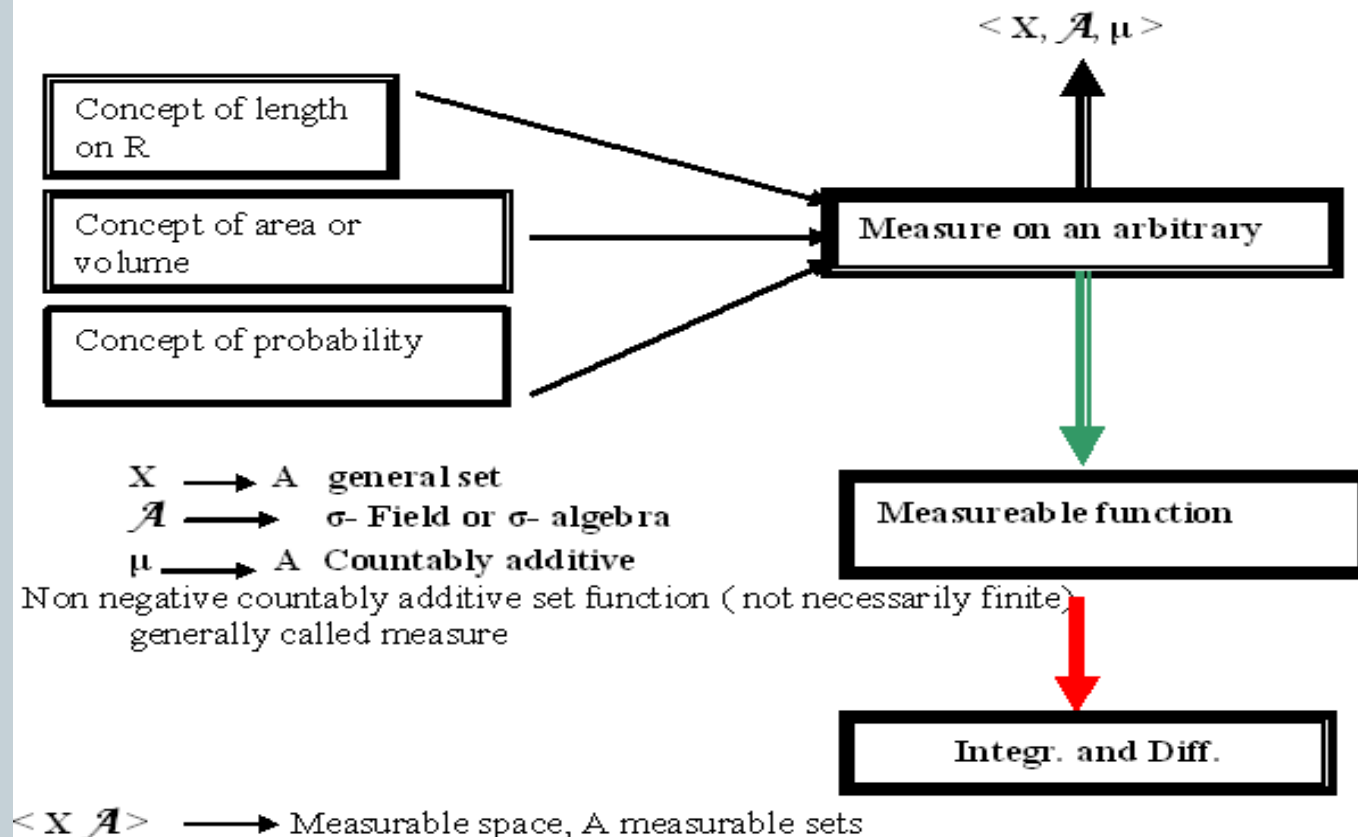 < X, 𝒜, μ >
Concept of length
on R
Concept of area or
volume
Concept of probability
Measure on an arbitrary
X → A general set
𝒜 → σ- Field or σ- algebra
μ → A Countably additive
Non negative countably additive set function ( not necessarily finite)
generally called measure
Measureable function
Integr. and Diff.
< X 𝒜 > → Measurable space, A measurable sets